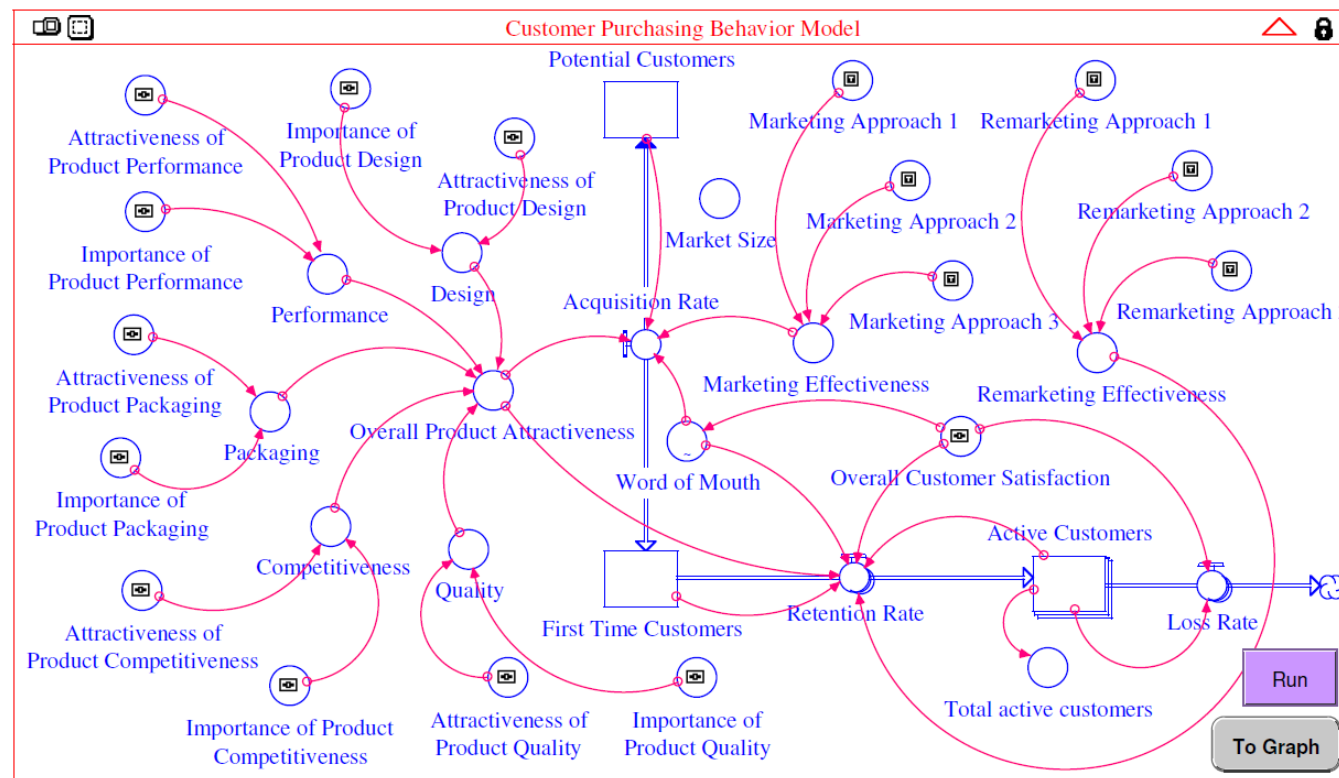 Customer Purchasing Behavior Model
Potential Customers
Attractiveness of
Product Performance
Importance of
Product Design
Attractiveness of
Product Design
Marketing Approach 1
Remarketing Approach 1
Marketing Approach 2
Remarketing Approach 2
Market Size
Importance of
Product Performance
Performance
Design
Acquisition Rate
Marketing Approach 3
Remarketing Approach
Attractiveness of
Product Packaging
Packaging
Overall Product Attractiveness
Marketing Effectiveness
Remarketing Effectiveness
Importance of
Product Packaging
~
Word of Mouth
Overall Customer Satisfaction
Competitiveness
Quality
Active Customers
First Time Customers
Retention Rate
Loss Rate
Attractiveness of
Product Competitiveness
Importance of Product
Competitiveness
Attractiveness of
Product Quality
Importance of
Product Quality
Total active customers
Run
To Graph